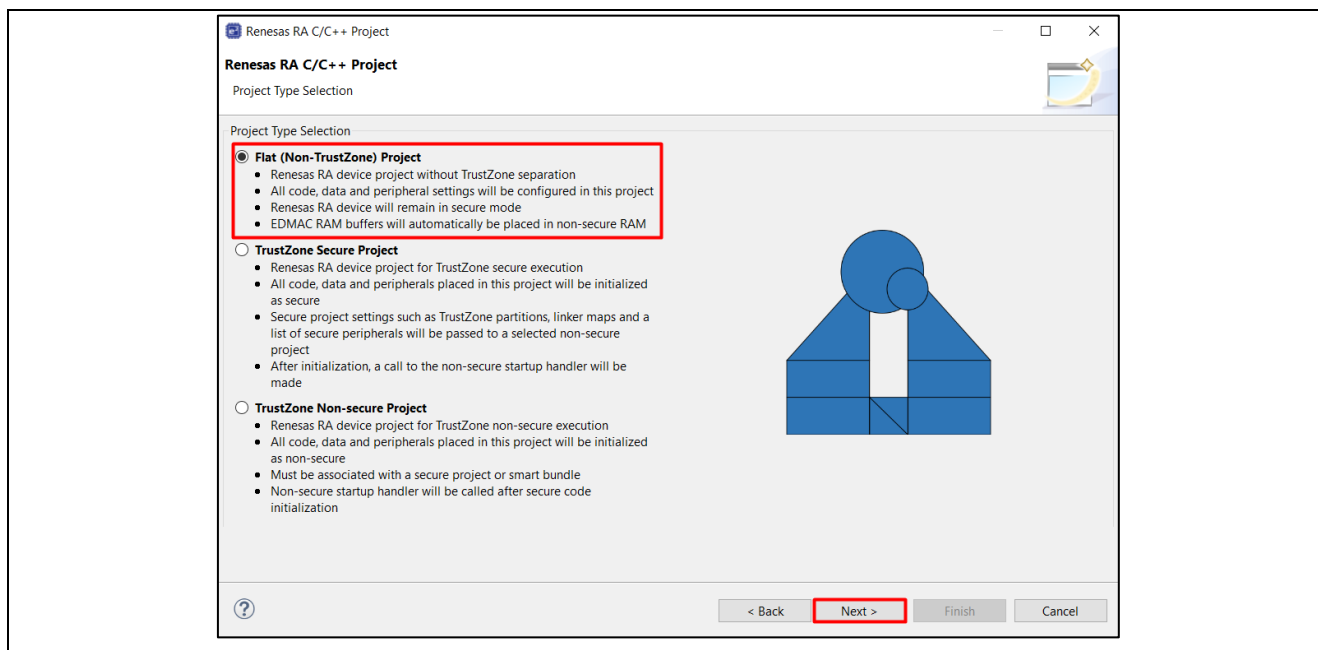 Renesas RA C/C++ Project
Renesas RA C/C++ Project
Project Type Selection
Project Type Selection
Flat (Non-TrustZone) Project
• Renesas RA device project without TrustZone separation
• All code, data and peripheral settings will be configured in this project
• Renesas RA device will remain in secure mode
• EDMAC RAM buffers will automatically be placed in non-secure RAM
TrustZone Secure Project
• Renesas RA device project for TrustZone secure execution
• All code, data and peripherals placed in this project will be initialized
as secure
• Secure project settings such as TrustZone partitions, linker maps and a
list of secure peripherals will be passed to a selected non-secure
project
• After initialization, a call to the non-secure startup handler will be
made
TrustZone Non-secure Project
• Renesas RA device project for TrustZone non-secure execution
• All code, data and peripherals placed in this project will be initialized
as non-secure
• Must be associated with a secure project or smart bundle
• Non-secure startup handler will be called after secure code
initialization
? < Back Next > Finish Cancel